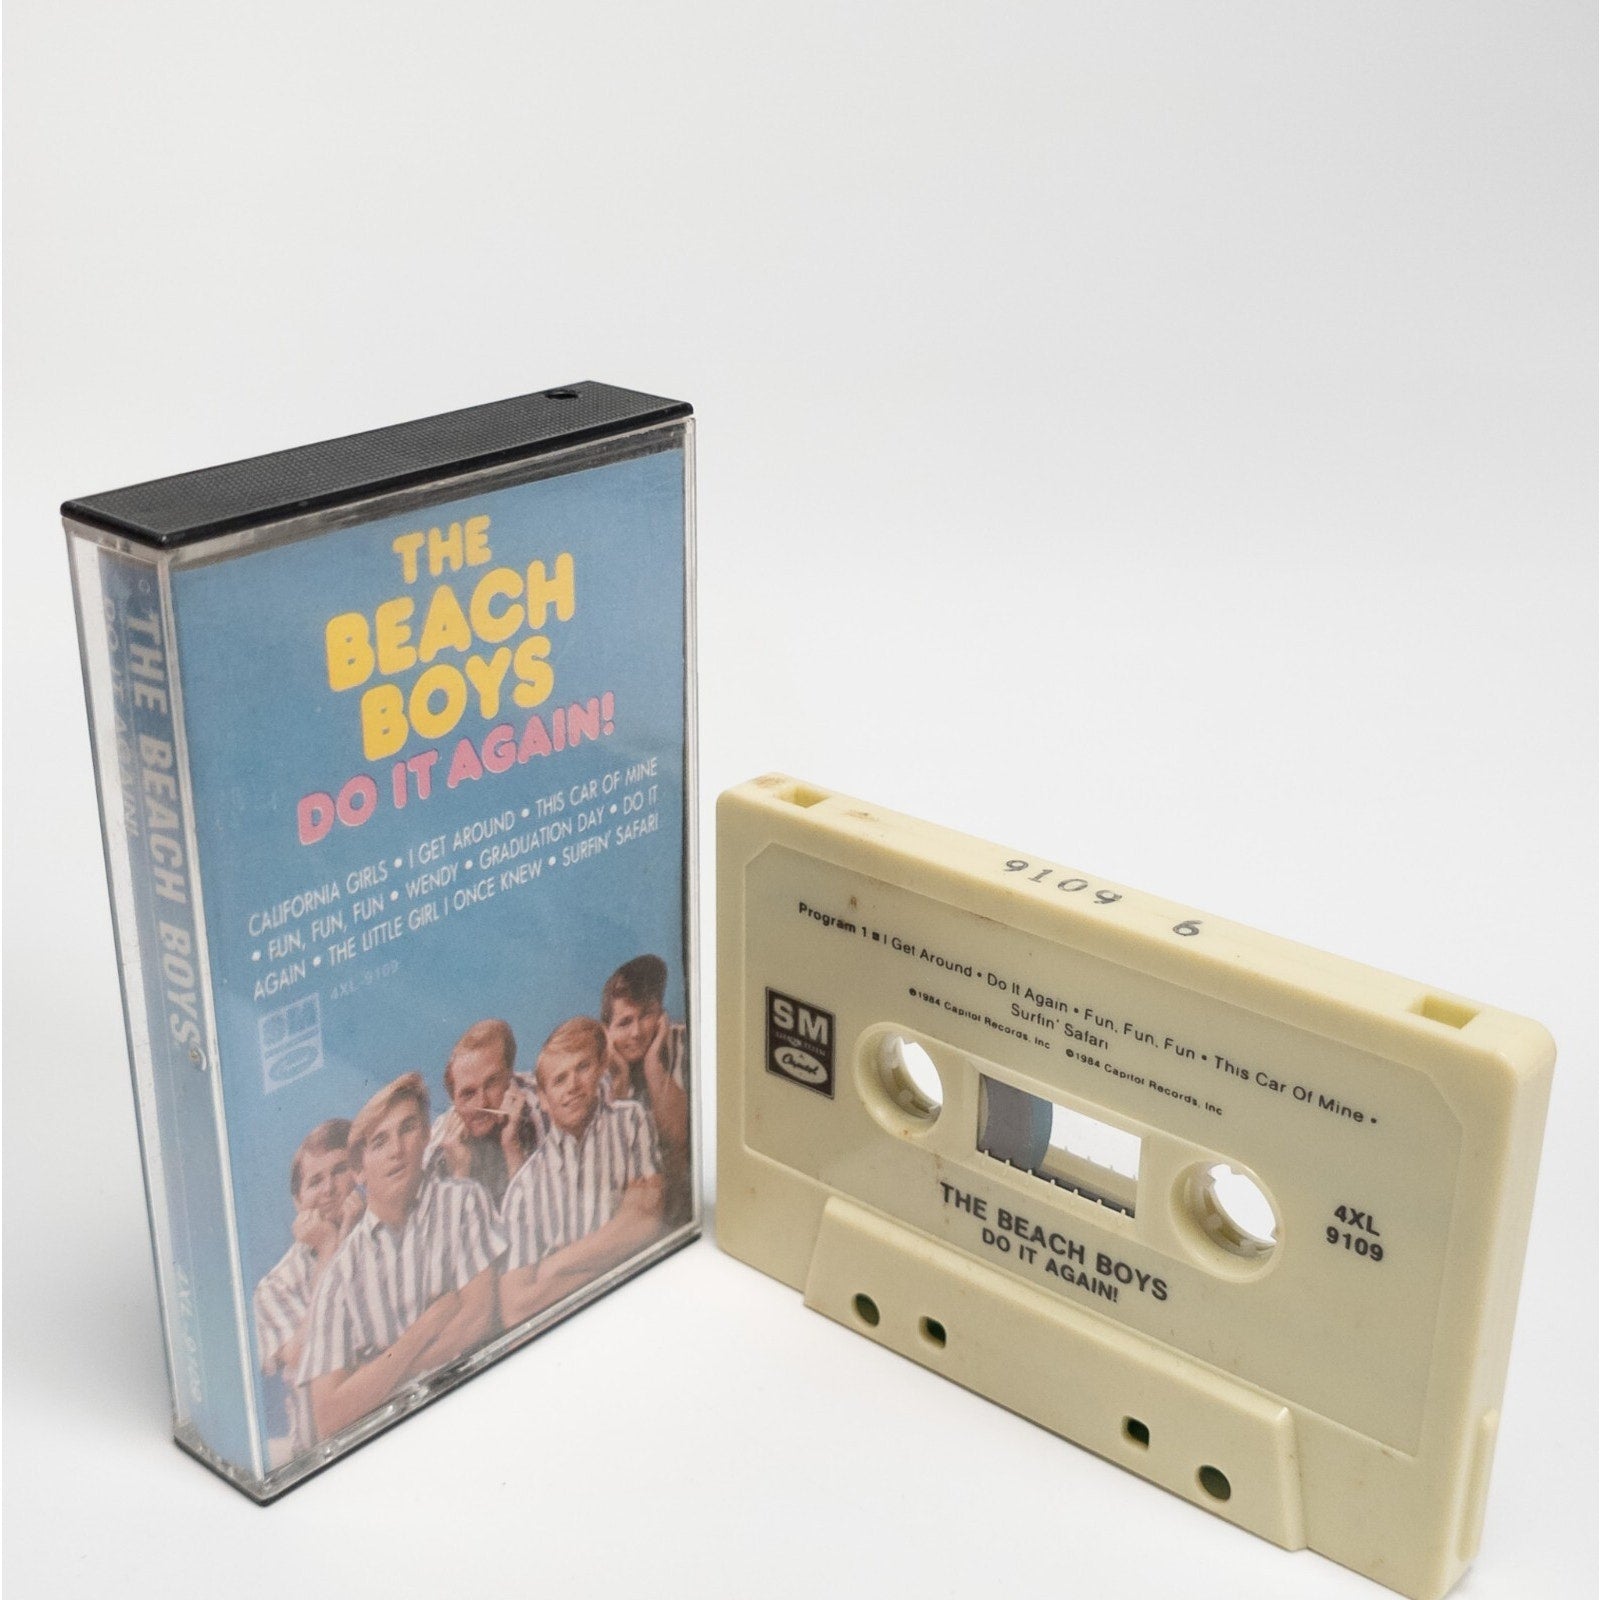 THE
BEACH
BOYS
DO IT AGAIN!
CALIFORNIA GIRLS • I GET AROUND • THIS CAR OF MINE
• FUN, FUN, FUN • WENDY • GRADUATION DAY • DO IT
AGAIN • THE LITTLE GIRL I ONCE KNEW • SURFIN' SAFARI
4XL-9109
THE BEACH BOYS
DO IT AGAIN!
4XL-9109
9109 6
Program 1 ■ I Get Around • Do It Again • Fun, Fun, Fun • This Car Of Mine •
Surfin' Safari
℗1984 Capitol Records, Inc ©1984 Capitol Records, Inc
SM
Capitol
THE BEACH BOYS
DO IT AGAIN!
4XL
9109